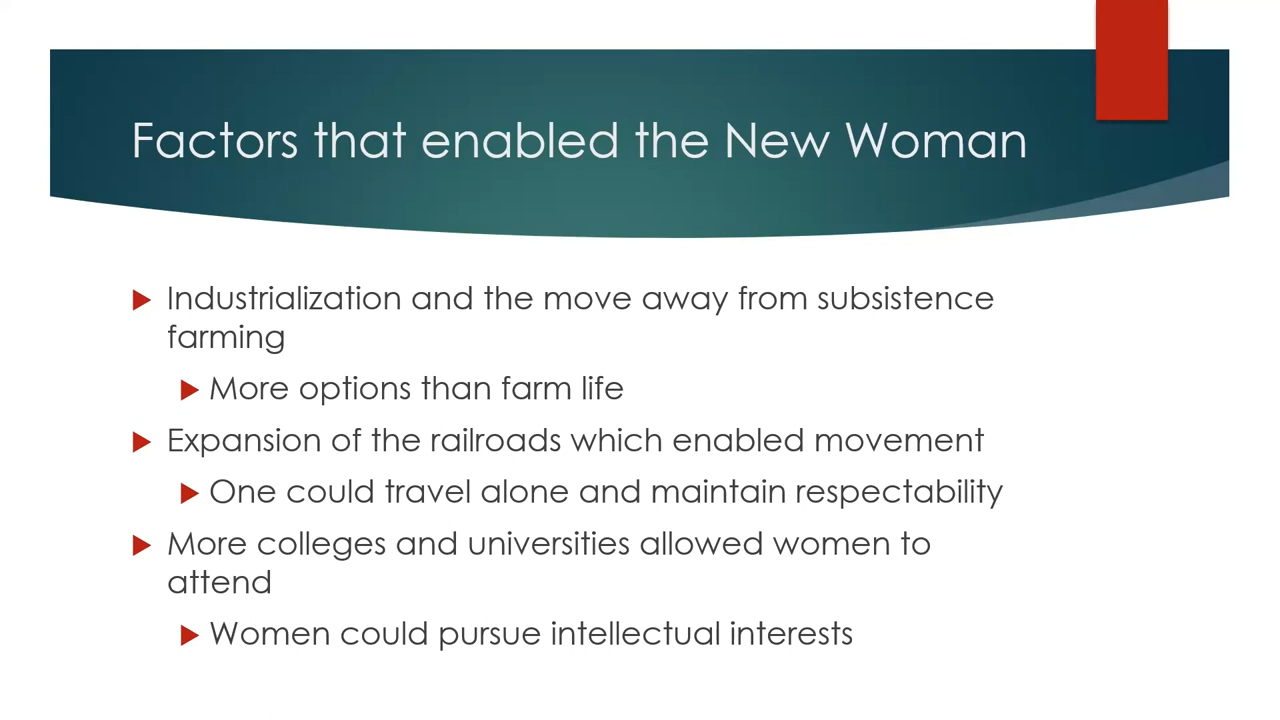 Factors that enabled the New Woman
Industrialization and the move away from subsistence
farming
More options than farm life
Expansion of the railroads which enabled movement
One could travel alone and maintain respectability
More colleges and universities allowed women to
attend
Women could pursue intellectual interests